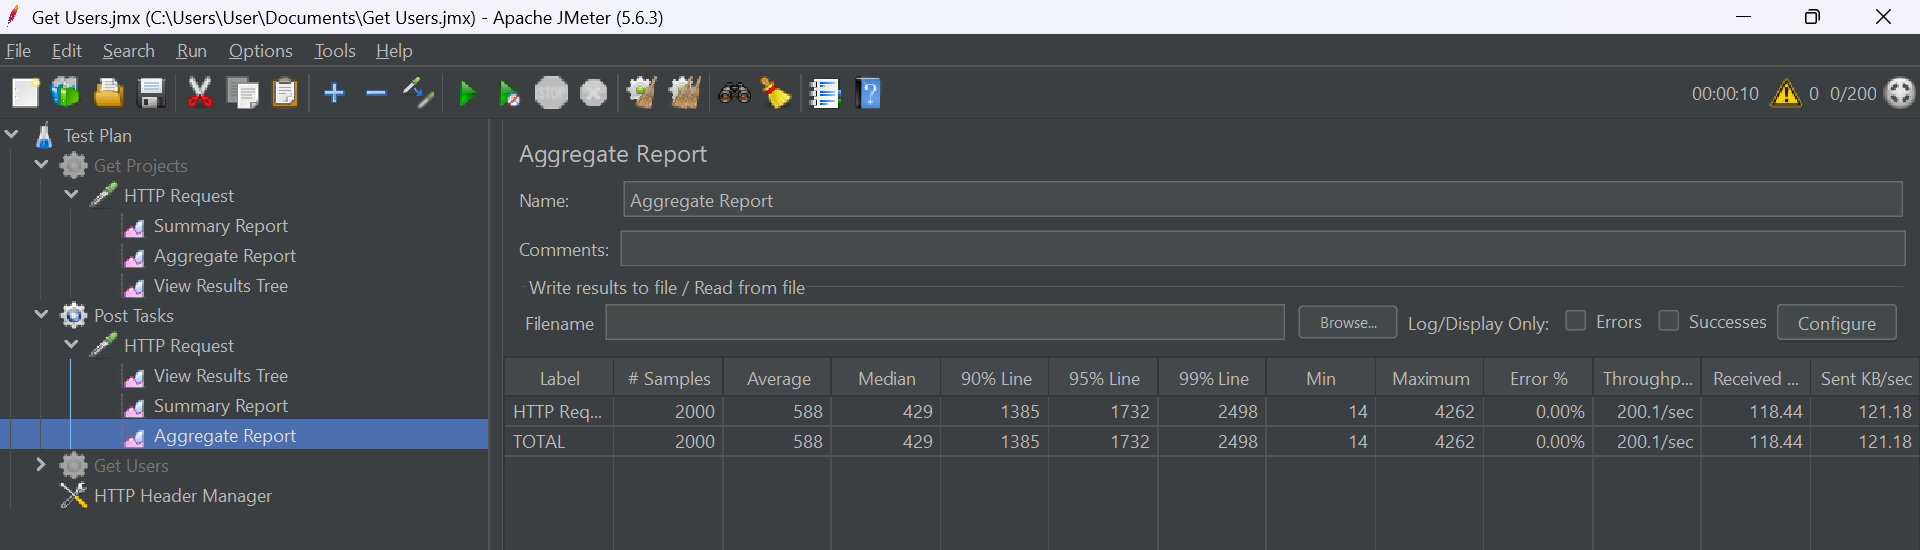 Get Users.jmx (C:\Users\User\Documents\Get Users.jmx) - Apache JMeter (5.6.3)
File Edit Search Run Options Tools Help
STOP 00:00:10 0 0/200
Test Plan
Get Projects
HTTP Request
Summary Report
Aggregate Report
View Results Tree
Post Tasks
HTTP Request
View Results Tree
Summary Report
Aggregate Report
Get Users
HTTP Header Manager
Aggregate Report
Name: Aggregate Report
Comments:
Write results to file / Read from file
Filename Browse... Log/Display Only: Errors Successes Configure
Label # Samples Average Median 90% Line 95% Line 99% Line Min Maximum Error % Throughp... Received ... Sent KB/sec
HTTP Req... 2000 588 429 1385 1732 2498 14 4262 0.00% 200.1/sec 118.44 121.18
TOTAL 2000 588 429 1385 1732 2498 14 4262 0.00% 200.1/sec 118.44 121.18